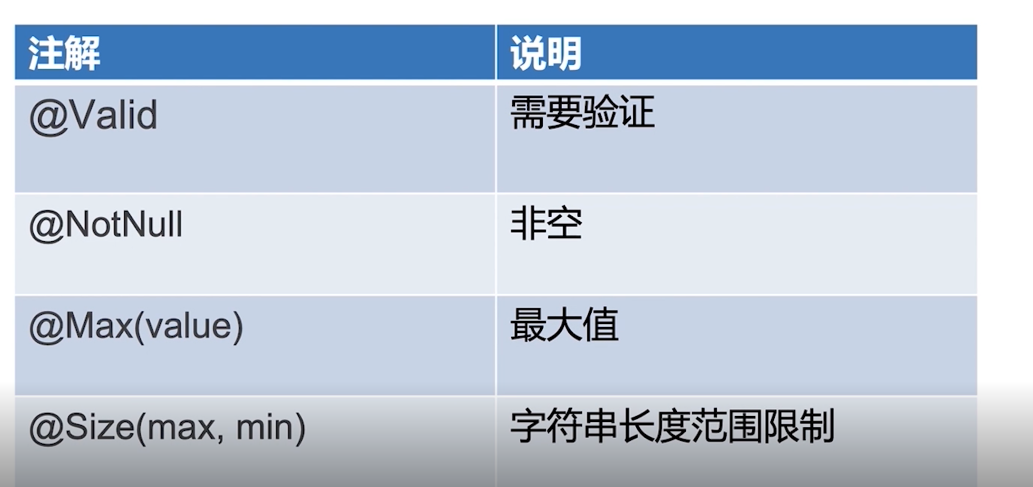 注解 说明
@Valid 需要验证
@NotNull 非空
@Max(value) 最大值
@Size(max, min) 字符串长度范围限制